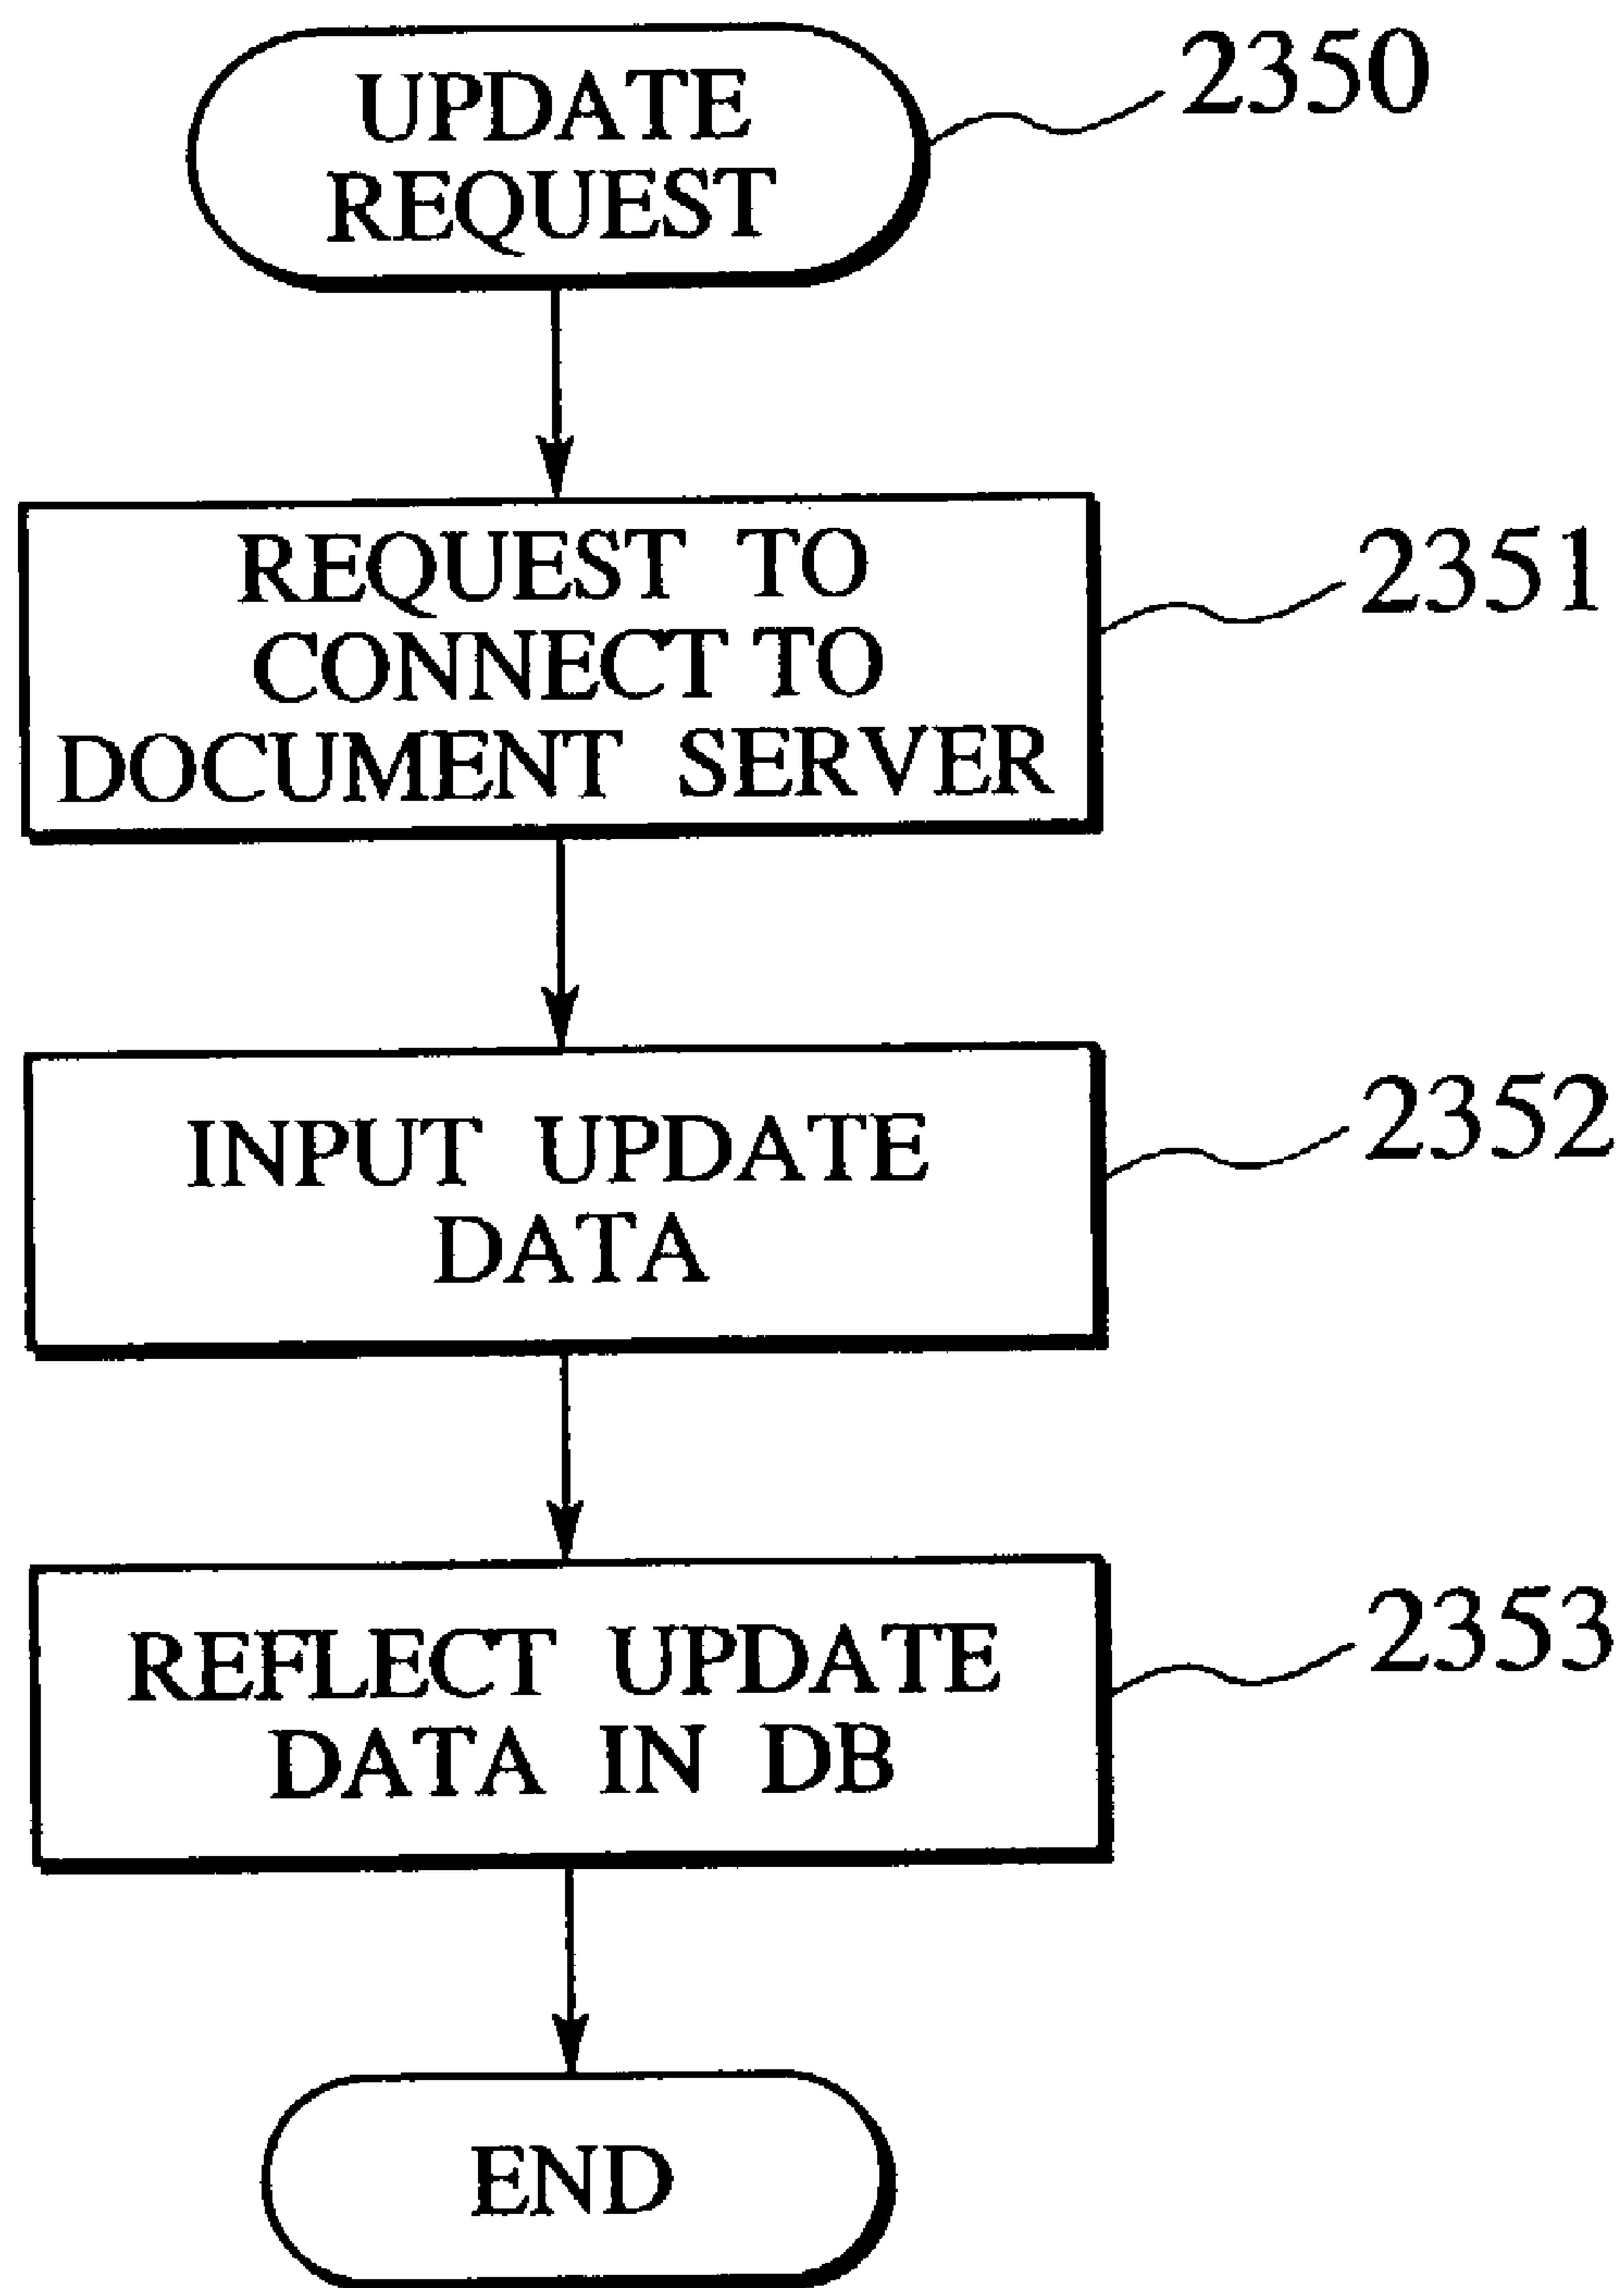 UPDATE
REQUEST
2350
REQUEST TO
CONNECT TO
DOCUMENT SERVER
2351
INPUT UPDATE
DATA
2352
REFLECT UPDATE
DATA IN DB
2353
END